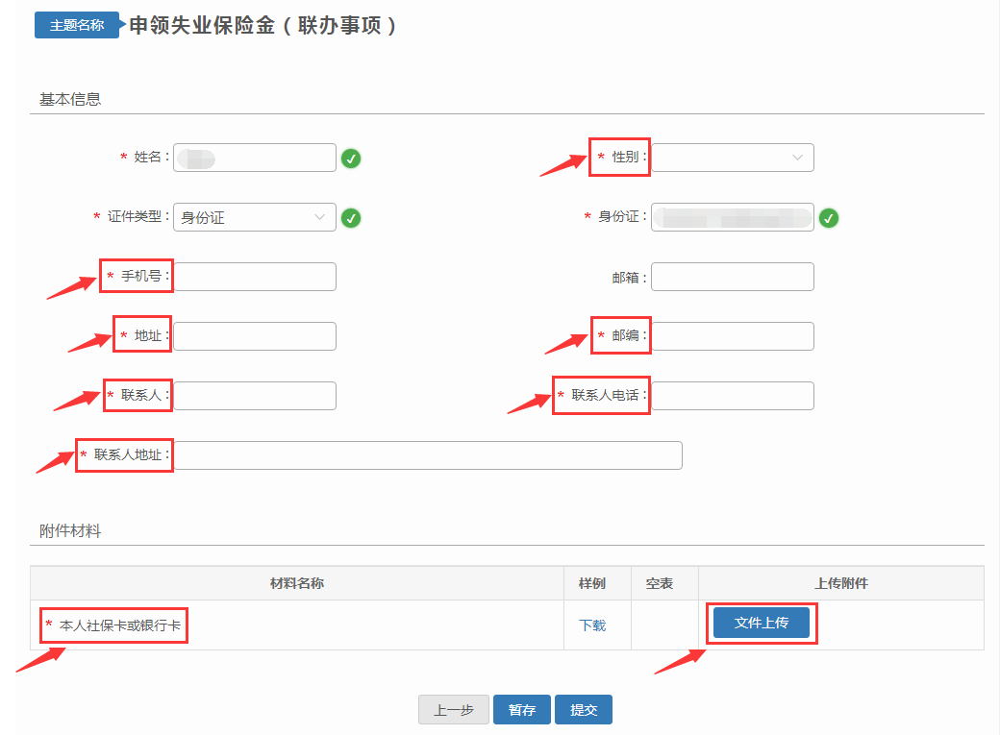 主题名称 申领失业保险金（联办事项）
基本信息
* 姓名： * 性别：
* 证件类型： 身份证 * 身份证：
* 手机号： 邮箱：
* 地址： * 邮编：
* 联系人： * 联系人电话：
* 联系人地址：
附件材料
材料名称 样例 空表 上传附件
* 本人社保卡或银行卡 下载 文件上传
上一步 暂存 提交